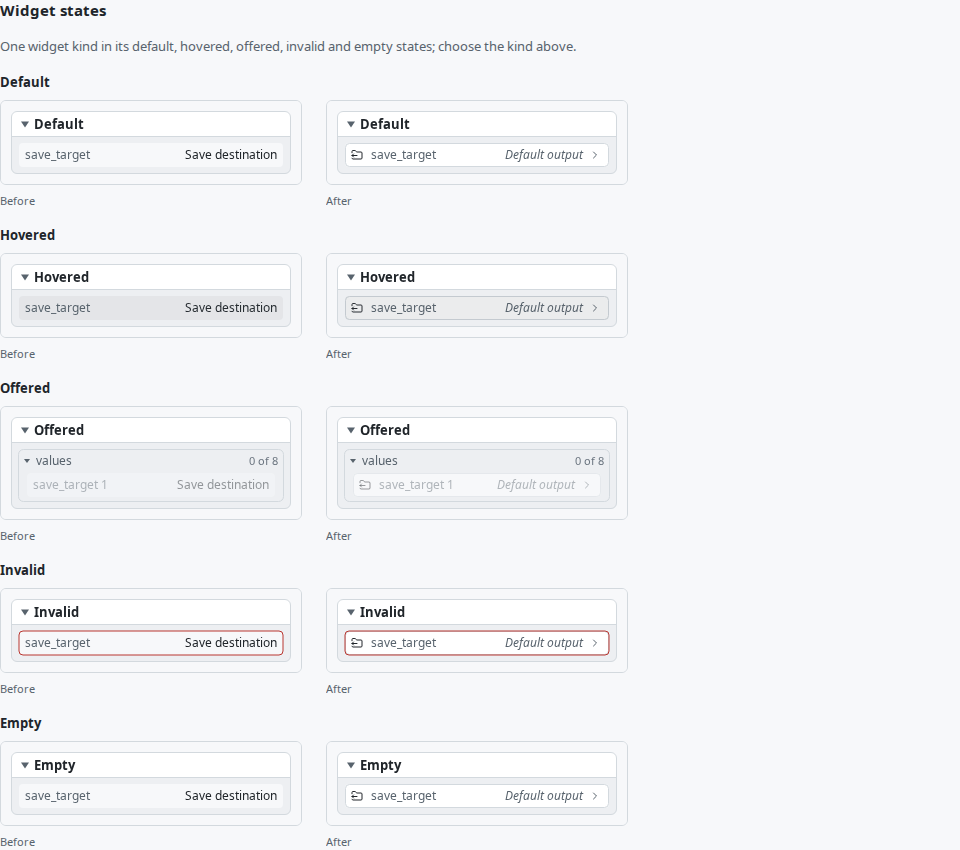 Widget states
One widget kind in its default, hovered, offered, invalid and empty states; choose the kind above.
Default
Default
save_target Save destination
Before
Default
save_target Default output
After
Hovered
Hovered
save_target Save destination
Before
Hovered
save_target Default output
After
Offered
Offered
values 0 of 8
save_target 1 Save destination
Before
Offered
values 0 of 8
save_target 1 Default output
After
Invalid
Invalid
save_target Save destination
Before
Invalid
save_target Default output
After
Empty
Empty
save_target Save destination
Before
Empty
save_target Default output
After